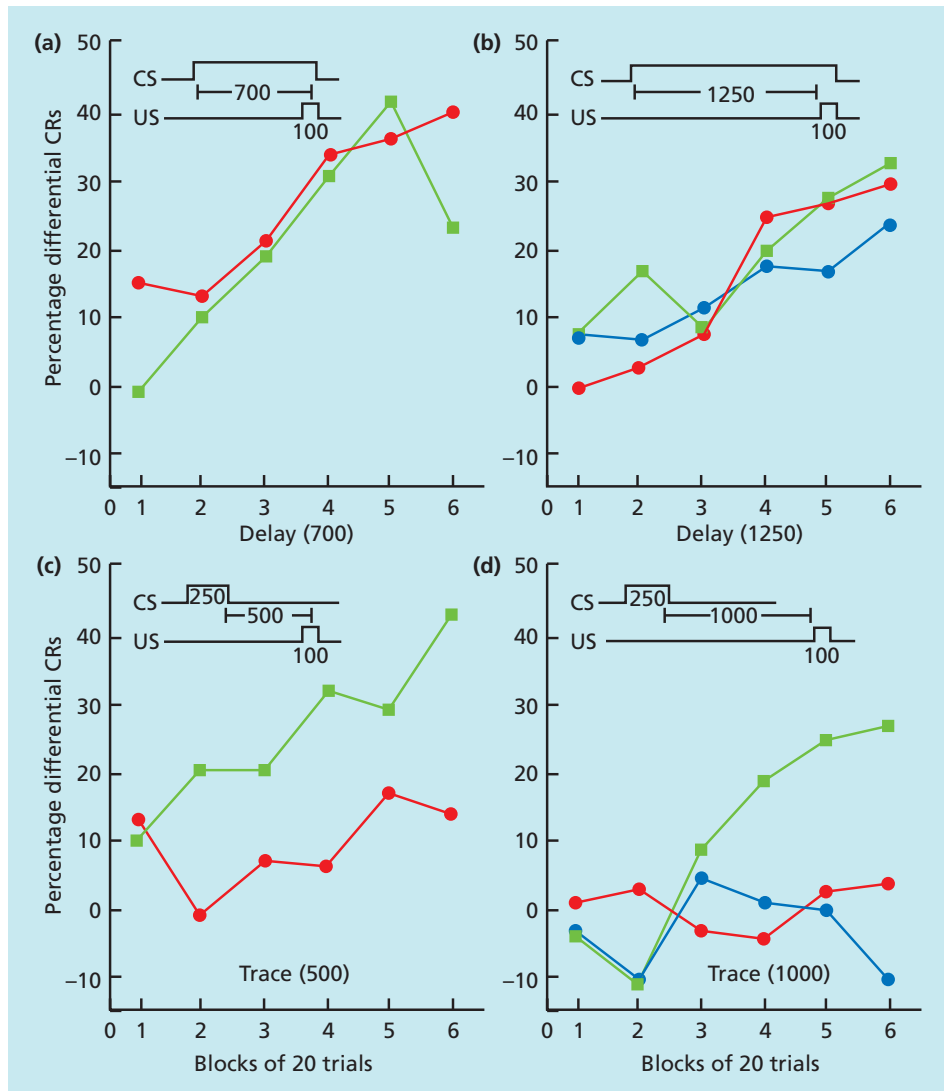 (a)
50
40
30
20
10
0
–10
Percentage differential CRs
CS
700
US
100
0 1 2 3 4 5 6
Delay (700)
(b)
50
40
30
20
10
0
–10
CS
1250
US
100
0 1 2 3 4 5 6
Delay (1250)
(c)
50
40
30
20
10
0
–10
Percentage differential CRs
CS
250
500
US
100
Trace (500)
0 1 2 3 4 5 6
Blocks of 20 trials
(d)
50
40
30
20
10
0
–10
CS
250
1000
US
100
Trace (1000)
0 1 2 3 4 5 6
Blocks of 20 trials